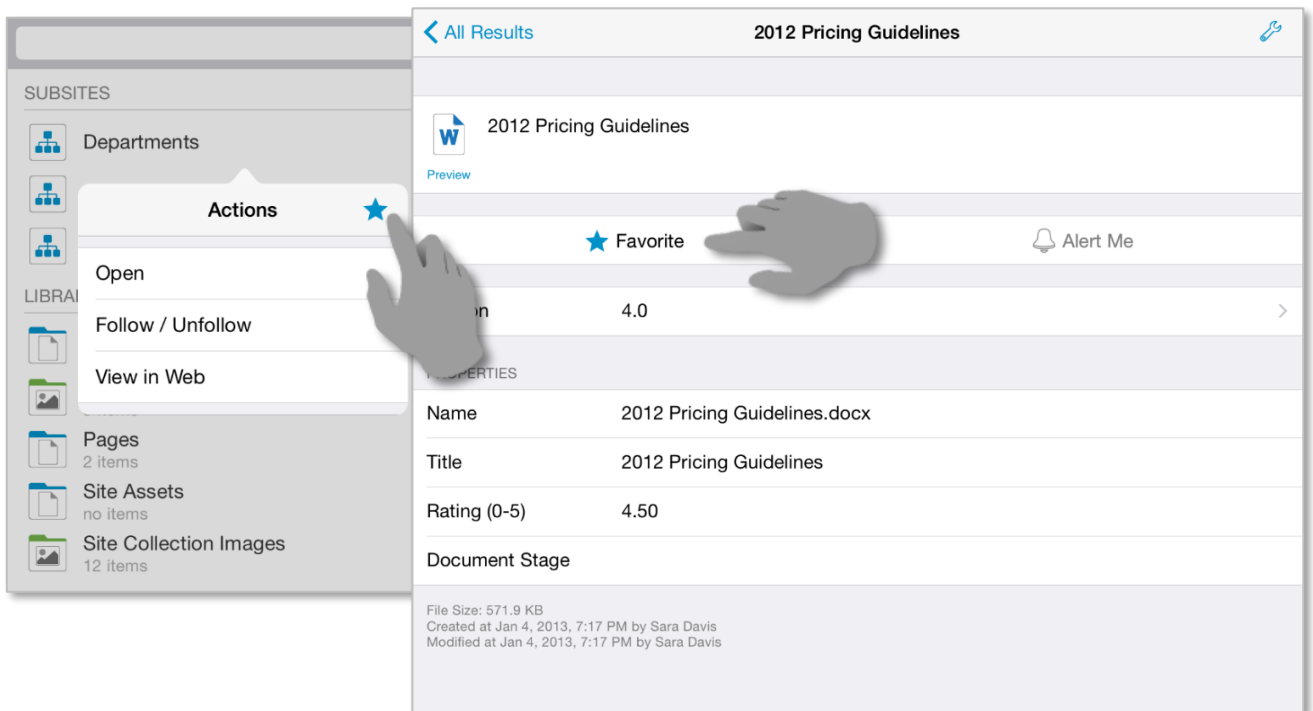 SUBSITES
Departments
Actions
Open
Follow / Unfollow
View in Web
Pages
2 items
Site Assets
no items
Site Collection Images
12 items
All Results
2012 Pricing Guidelines
W
2012 Pricing Guidelines
Preview
Favorite
Alert Me
4.0
Name
2012 Pricing Guidelines.docx
Title
2012 Pricing Guidelines
Rating (0-5)
4.50
Document Stage
File Size: 571.9 KB
Created at Jan 4, 2013, 7:17 PM by Sara Davis
Modified at Jan 4, 2013, 7:17 PM by Sara Davis